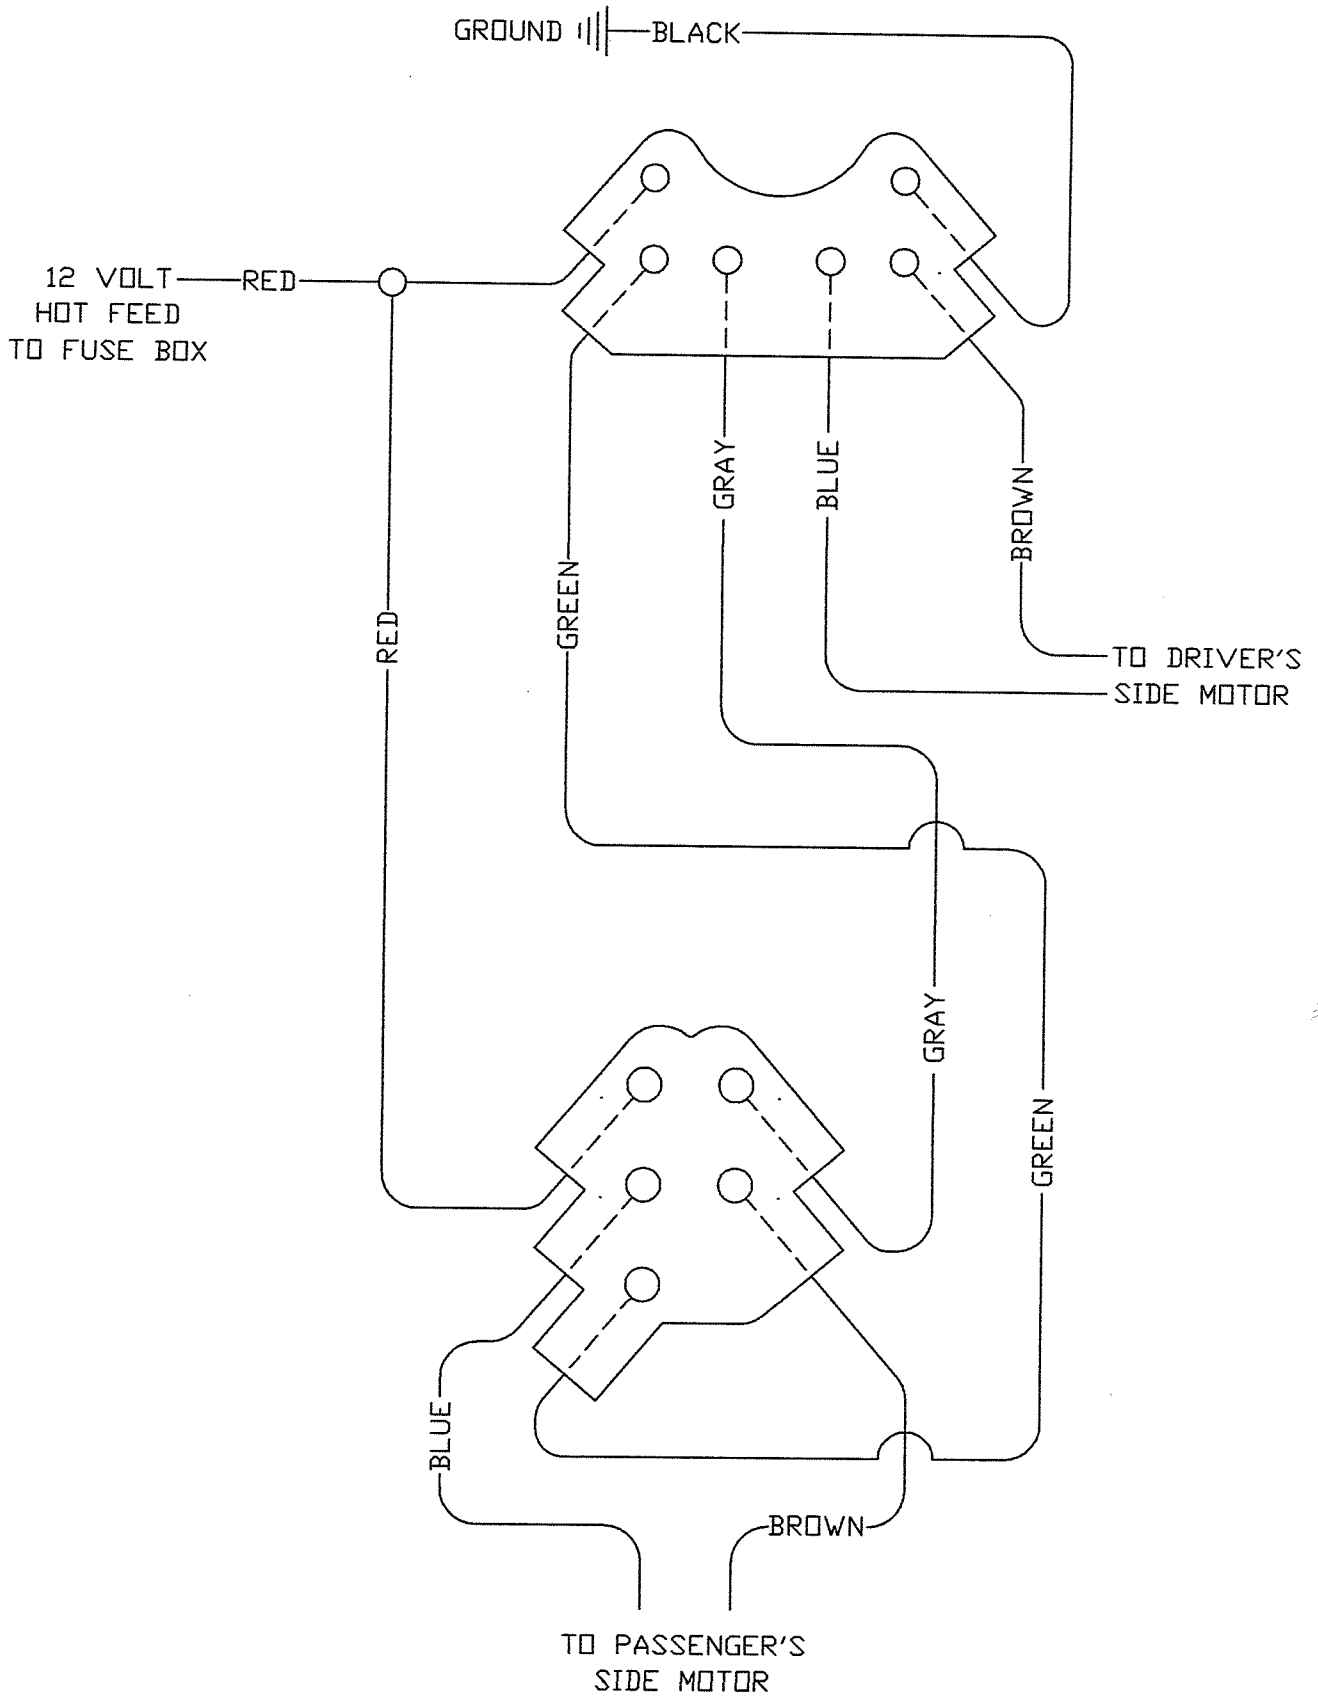 GROUND
BLACK
12 VOLT
HOT FEED
TO FUSE BOX
RED
GRAY
BLUE
BROWN
GREEN
RED
TO DRIVER'S
SIDE MOTOR
GRAY
GREEN
BLUE
BROWN
TO PASSENGER'S
SIDE MOTOR